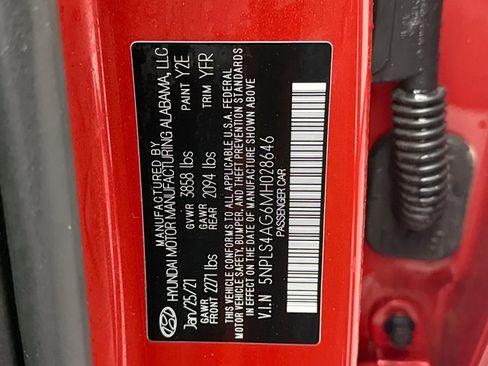 MANUFACTURED BY
HYUNDAI MOTOR MANUFACTURING ALABAMA, LLC
Jan/25/21 GVWR 3858 lbs PAINT Y2E
GAWR FRONT 2271 lbs GAWR REAR 2094 lbs TRIM YFR
THIS VEHICLE CONFORMS TO ALL APPLICABLE U.S.A. FEDERAL
MOTOR VEHICLE SAFETY, BUMPER, AND THEFT PREVENTION STANDARDS
IN EFFECT ON THE DATE OF MANUFACTURE SHOWN ABOVE
V.I.N 5NPLS4AG6MH028646
PASSENGER CAR